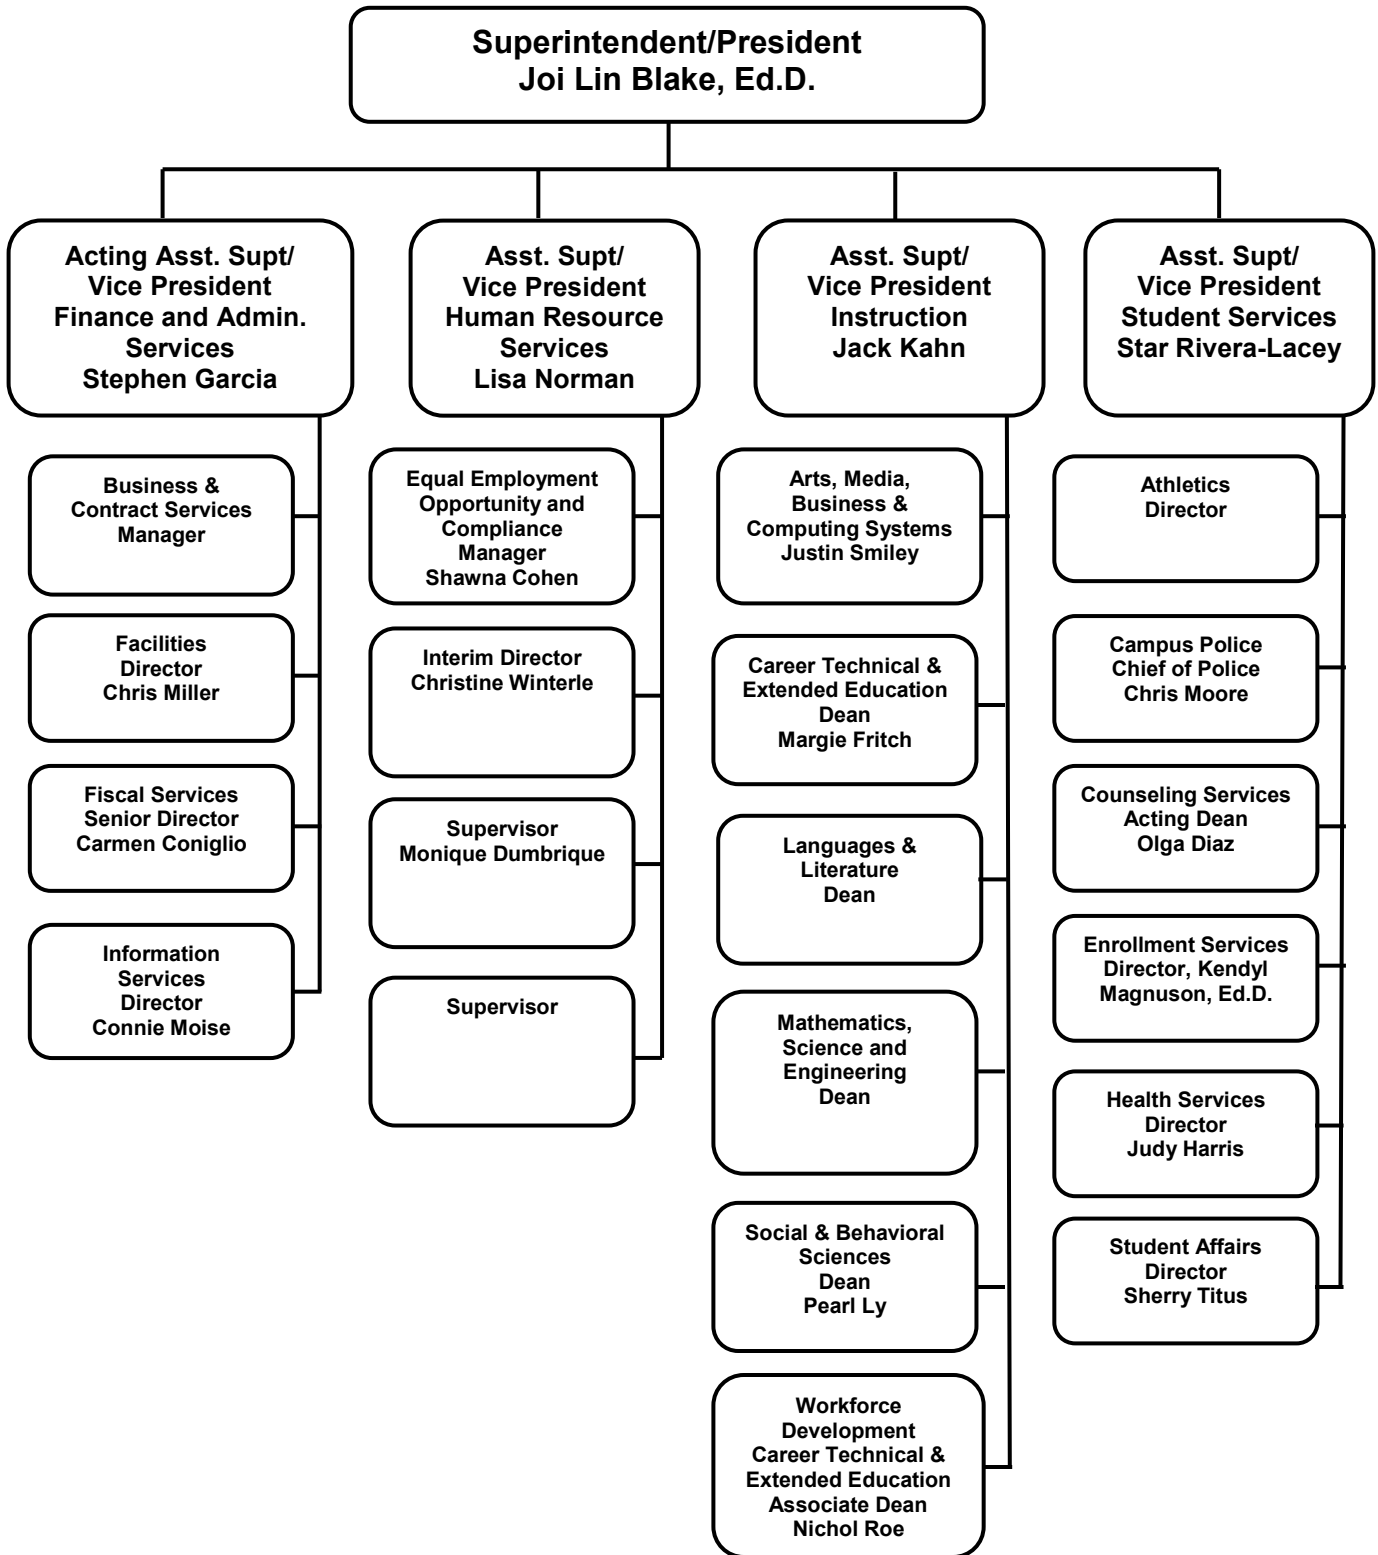 Superintendent/President
Joi Lin Blake, Ed.D.
Acting Asst. Supt/
Vice President
Finance and Admin.
Services
Stephen Garcia
Business &
Contract Services
Manager
Facilities
Director
Chris Miller
Fiscal Services
Senior Director
Carmen Coniglio
Information
Services
Director
Connie Moise
Asst. Supt/
Vice President
Human Resource
Services
Lisa Norman
Equal Employment
Opportunity and
Compliance
Manager
Shawna Cohen
Interim Director
Christine Winterle
Supervisor
Monique Dumbrique
Supervisor
Asst. Supt/
Vice President
Instruction
Jack Kahn
Arts, Media,
Business &
Computing Systems
Justin Smiley
Career Technical &
Extended Education
Dean
Margie Fritch
Languages &
Literature
Dean
Mathematics,
Science and
Engineering
Dean
Social & Behavioral
Sciences
Dean
Pearl Ly
Workforce
Development
Career Technical &
Extended Education
Associate Dean
Nichol Roe
Asst. Supt/
Vice President
Student Services
Star Rivera-Lacey
Athletics
Director
Campus Police
Chief of Police
Chris Moore
Counseling Services
Acting Dean
Olga Diaz
Enrollment Services
Director, Kendyl
Magnuson, Ed.D.
Health Services
Director
Judy Harris
Student Affairs
Director
Sherry Titus